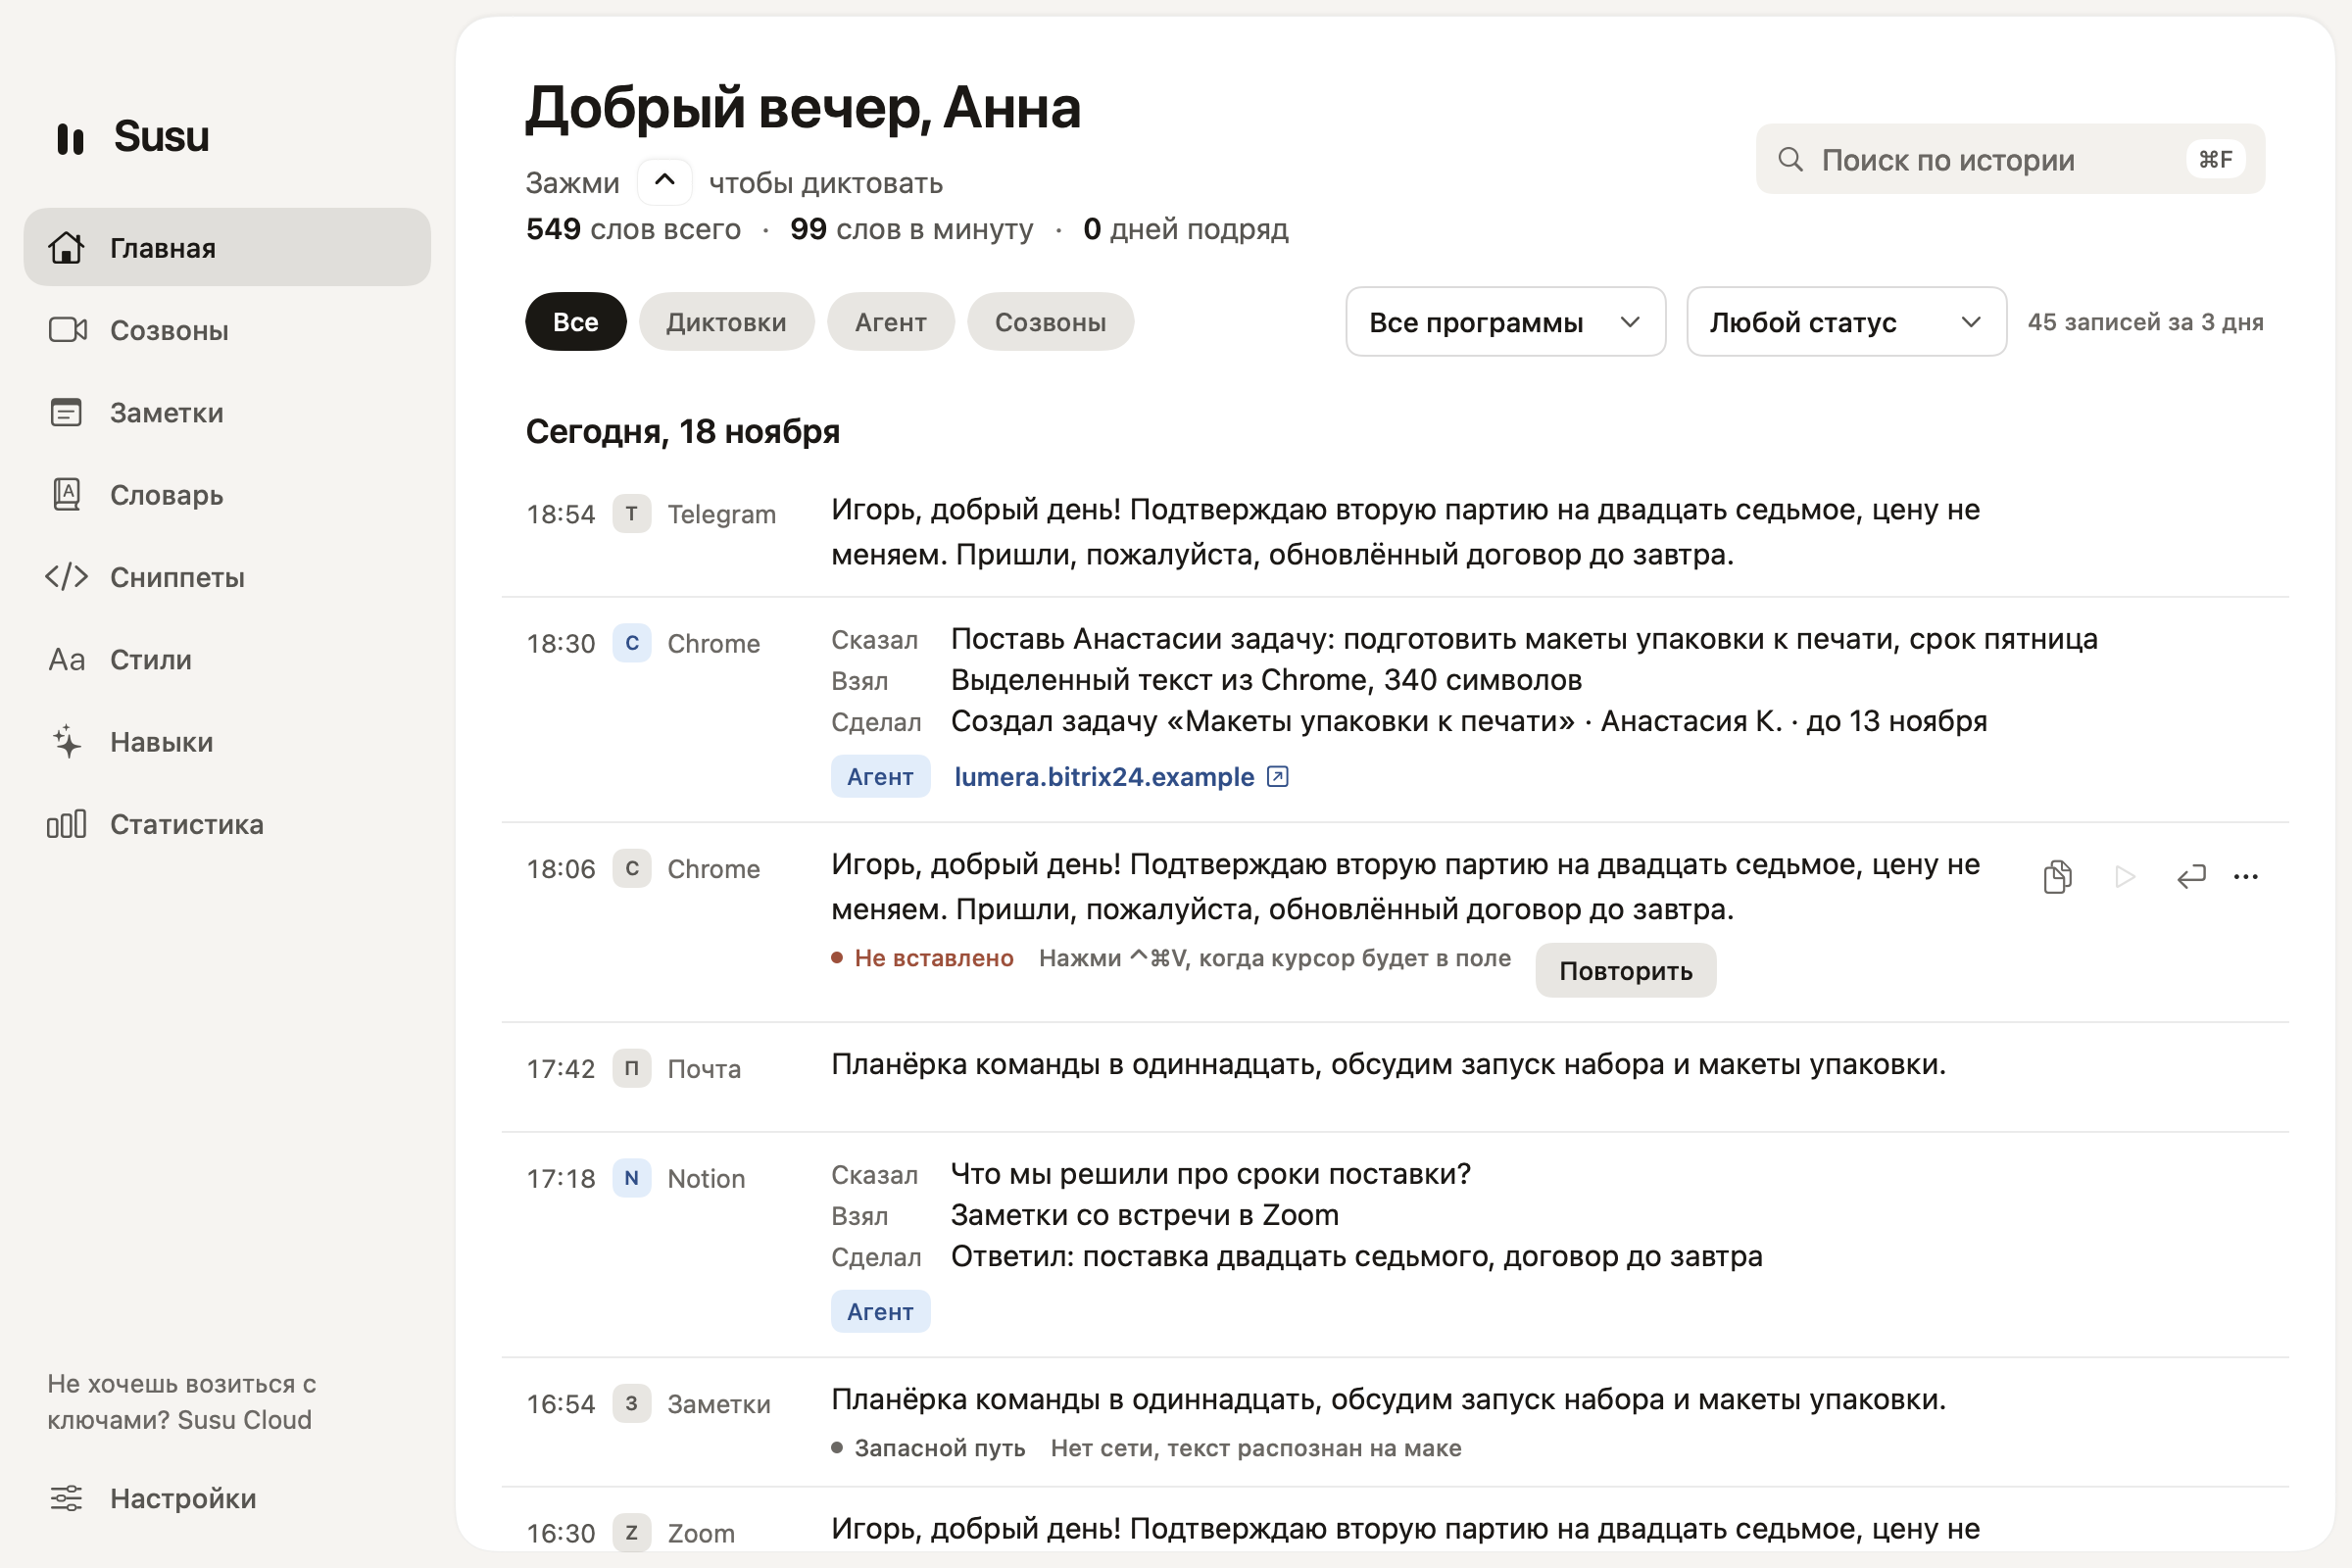 Susu
Главная
Созвоны
Заметки
Словарь
Сниппеты
Aa Стили
Навыки
Статистика
Не хочешь возиться с
ключами? Susu Cloud
Настройки
Добрый вечер, Анна
Зажми ^ чтобы диктовать
549 слов всего · 99 слов в минуту · 0 дней подряд
Поиск по истории ⌘F
Все Диктовки Агент Созвоны Все программы Любой статус 45 записей за 3 дня
Сегодня, 18 ноября
18:54 T Telegram Игорь, добрый день! Подтверждаю вторую партию на двадцать седьмое, цену не
меняем. Пришли, пожалуйста, обновлённый договор до завтра.
18:30 C Chrome Сказал Поставь Анастасии задачу: подготовить макеты упаковки к печати, срок пятница
Взял Выделенный текст из Chrome, 340 символов
Сделал Создал задачу «Макеты упаковки к печати» · Анастасия К. · до 13 ноября
Агент lumera.bitrix24.example
18:06 C Chrome Игорь, добрый день! Подтверждаю вторую партию на двадцать седьмое, цену не
меняем. Пришли, пожалуйста, обновлённый договор до завтра.
Не вставлено Нажми ^⌘V, когда курсор будет в поле Повторить
17:42 П Почта Планёрка команды в одиннадцать, обсудим запуск набора и макеты упаковки.
17:18 N Notion Сказал Что мы решили про сроки поставки?
Взял Заметки со встречи в Zoom
Сделал Ответил: поставка двадцать седьмого, договор до завтра
Агент
16:54 З Заметки Планёрка команды в одиннадцать, обсудим запуск набора и макеты упаковки.
Запасной путь Нет сети, текст распознан на маке
16:30 Z Zoom Игорь, добрый день! Подтверждаю вторую партию на двадцать седьмое, цену не